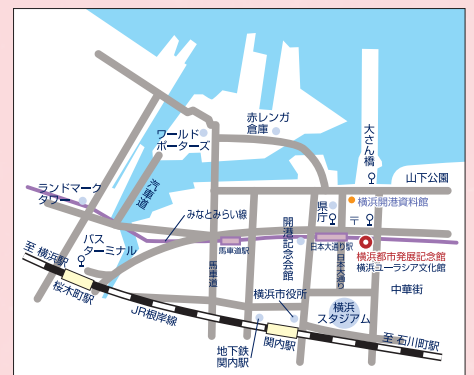 赤レンガ
倉庫
ワールド
ポーターズ
大さん橋
山下公園
汽車道
ランドマーク
タワー
県庁
〒
横浜開港資料館
みなとみらい線
開港記念会館
バス
ターミナル
馬車道駅
日本大通り駅
横浜都市発展記念館
横浜ユーラシア文化館
至 横浜駅
馬車道
日本大通り
中華街
桜木町駅
横浜市役所
横浜
スタジアム
JR根岸線
地下鉄
関内駅
関内駅
至 石川町駅